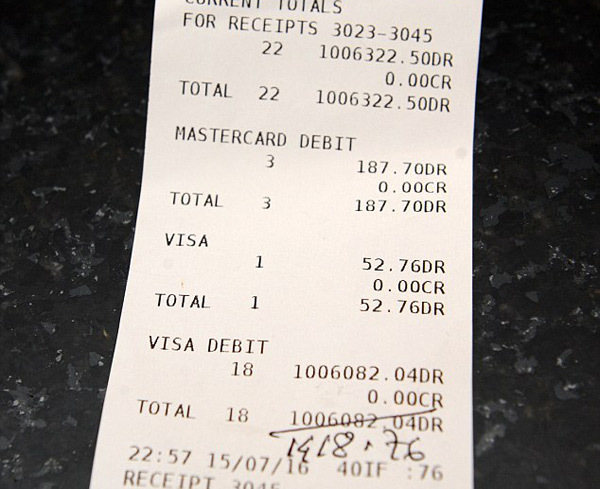 CURRENT TOTALS
FOR RECEIPTS 3023-3045
22 1006322.50DR
0.00CR
TOTAL 22 1006322.50DR
MASTERCARD DEBIT
3 187.70DR
0.00CR
TOTAL 3 187.70DR
VISA
1 52.76DR
0.00CR
TOTAL 1 52.76DR
VISA DEBIT
18 1006082.04DR
0.00CR
TOTAL 18 1006082.04DR
1418.76
22:57 15/07/16 40IF :76
RECEIPT 3045